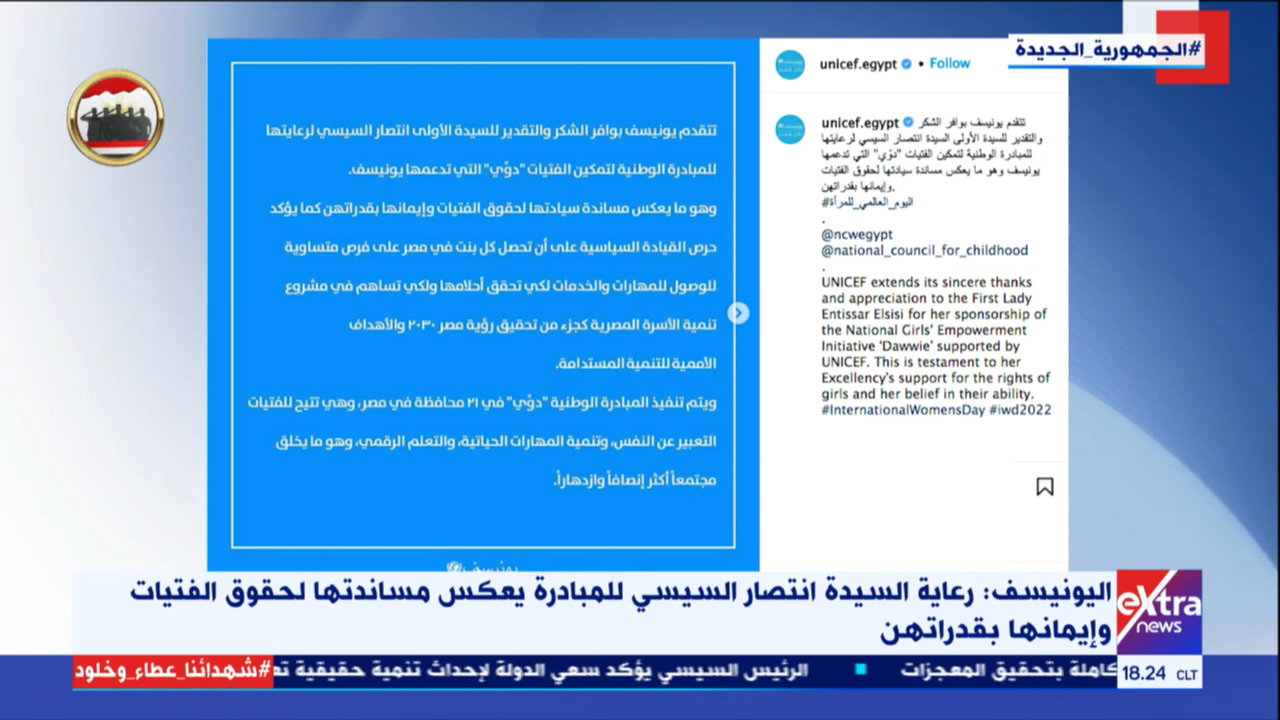 #الجمهورية_الجديدة
unicef.egypt • Follow
تتقدم يونيسف بوافر الشكر والتقدير للسيدة الأولى انتصار السيسي لرعايتها
للمبادرة الوطنية لتمكين الفتيات "دوِّي" التي تدعمها يونيسف.
وهو ما يعكس مساندة سيادتها لحقوق الفتيات وإيمانها بقدراتهن كما يؤكد
حرص القيادة السياسية على أن تحصل كل بنت في مصر على فرص متساوية
للوصول للمهارات والخدمات لكي تحقق أحلامها ولكي تساهم في مشروع
تنمية الأسرة المصرية كجزء من تحقيق رؤية مصر ٢٠٣٠ والأهداف
الأممية للتنمية المستدامة.
ويتم تنفيذ المبادرة الوطنية "دوِّي" في ٢١ محافظة في مصر، وهي تتيح للفتيات
التعبير عن النفس، وتنمية المهارات الحياتية، والتعلم الرقمي، وهو ما يخلق
مجتمعاً أكثر إنصافاً وازدهاراً.
unicef.egypt تتقدم يونيسف بوافر الشكر
والتقدير للسيدة الأولى السيدة انتصار السيسي لرعايتها
للمبادرة الوطنية لتمكين الفتيات "دوّي" التي تدعمها
يونيسف وهو ما يعكس مساندة سيادتها لحقوق الفتيات
وإيمانها بقدراتهن.
#اليوم_العالمي_للمرأة
.
@ncwegypt
@national_council_for_childhood
.
UNICEF extends its sincere thanks
and appreciation to the First Lady
Entissar Elsisi for her sponsorship of
the National Girls' Empowerment
Initiative 'Dawwie' supported by
UNICEF. This is testament to her
Excellency's support for the rights of
girls and her belief in their ability.
#InternationalWomensDay #iwd2022
اليونيسف: رعاية السيدة انتصار السيسي للمبادرة يعكس مساندتها لحقوق الفتيات
وإيمانها بقدراتهن
extra
news
كاملة بتحقيق المعجزات ■ الرئيس السيسي يؤكد سعي الدولة لإحداث تنمية حقيقية
#شهدائنا_عطاء_وخلود
18.24 CLT